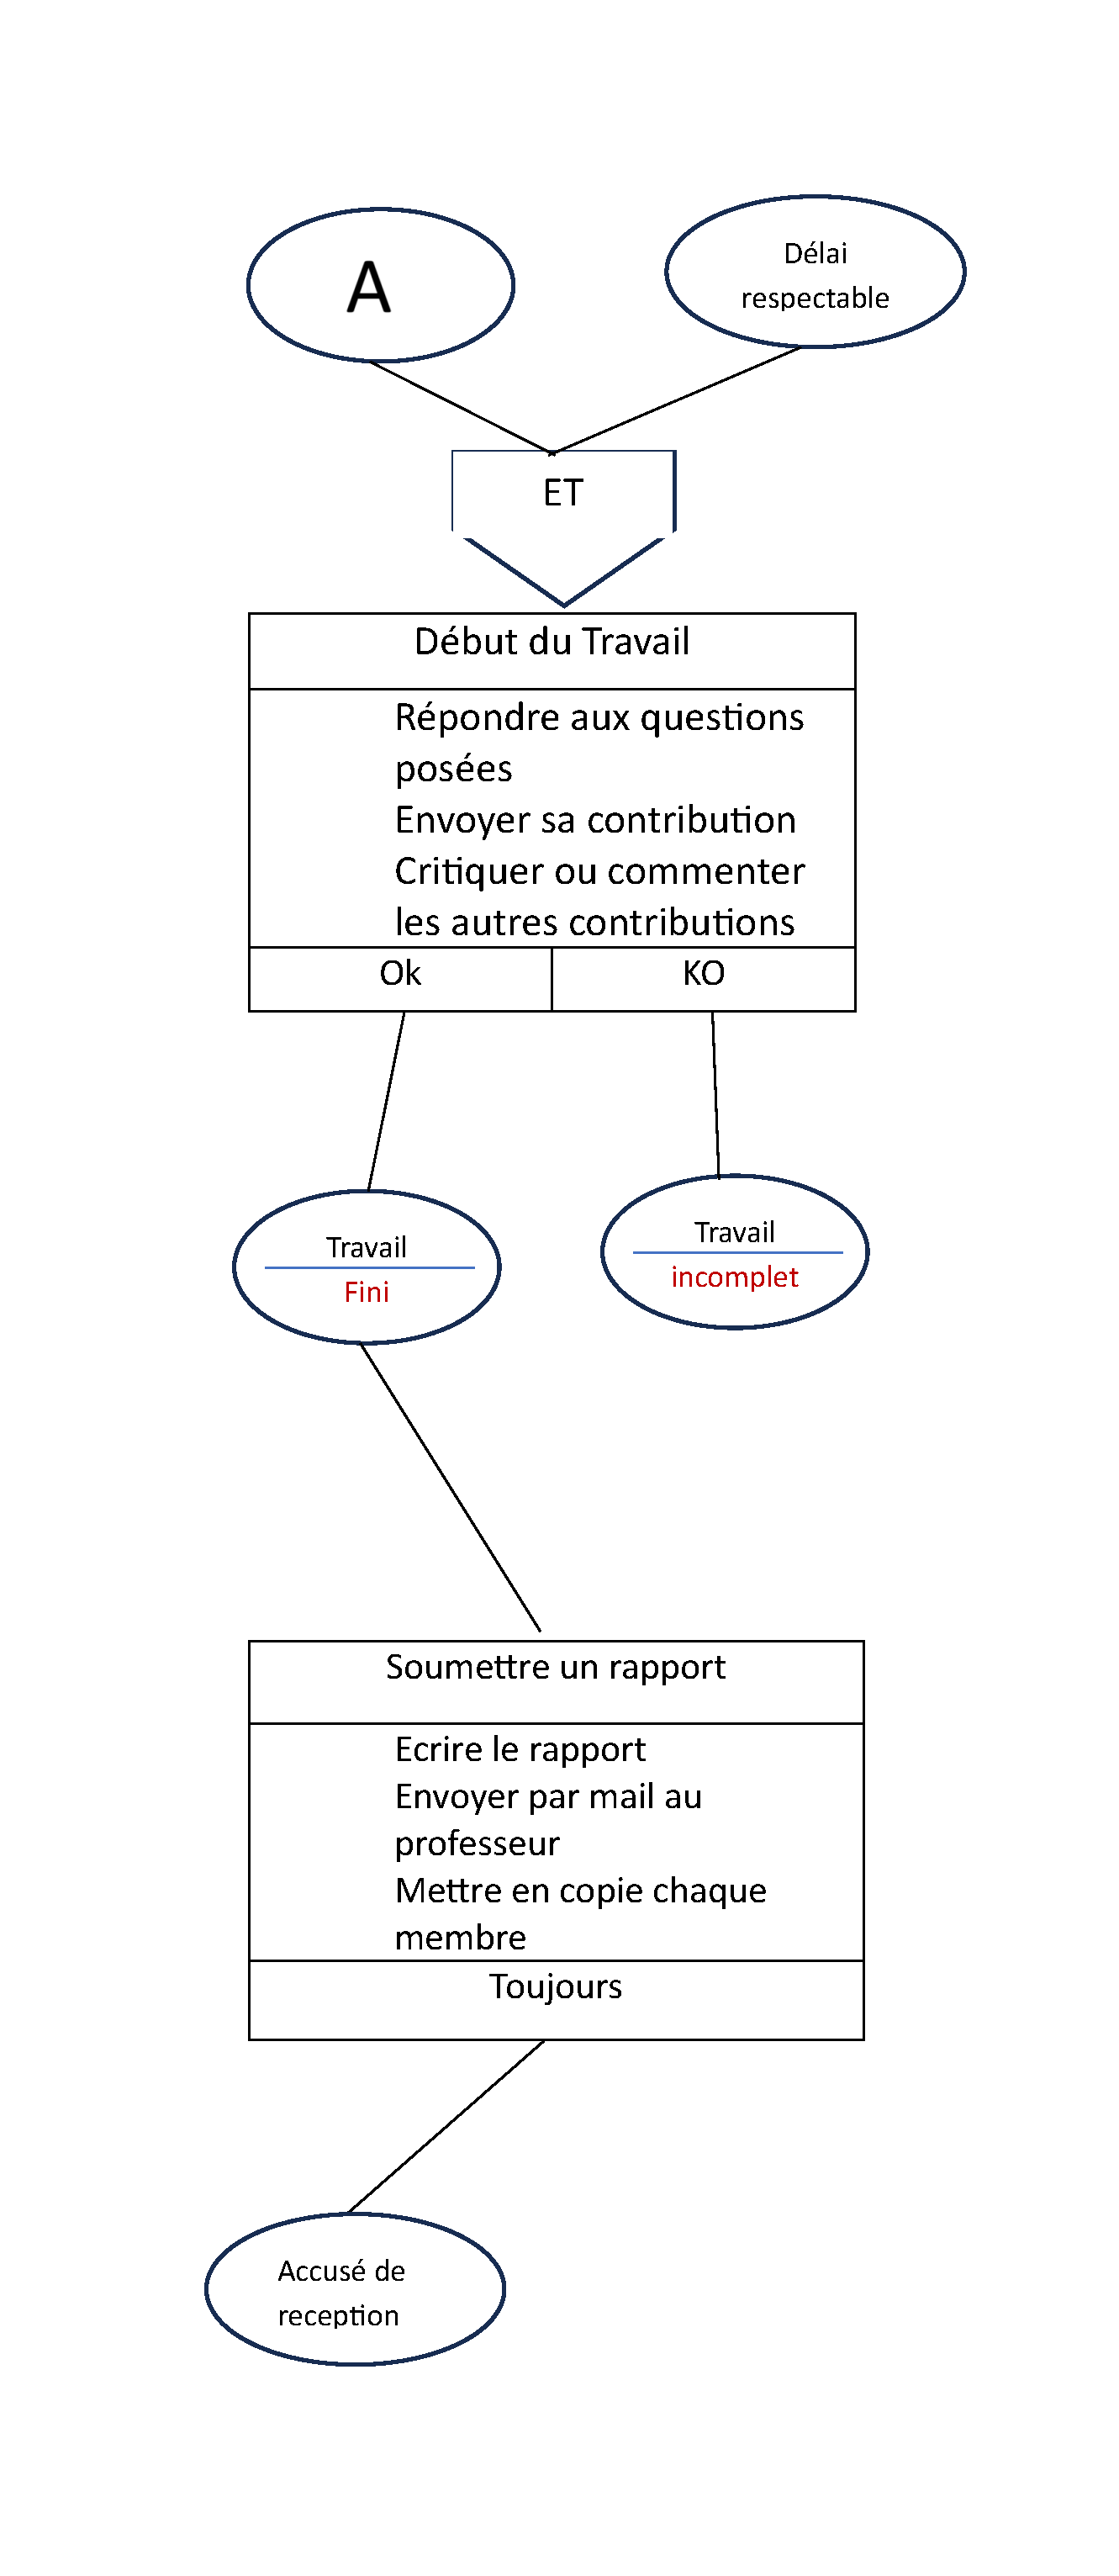 A
Délai
respectable
ET
Début du Travail
Répondre aux questions
posées
Envoyer sa contribution
Critiquer ou commenter
les autres contributions
Ok
KO
Travail
Fini
Travail
incomplet
Soumettre un rapport
Ecrire le rapport
Envoyer par mail au
professeur
Mettre en copie chaque
membre
Toujours
Accusé de
reception